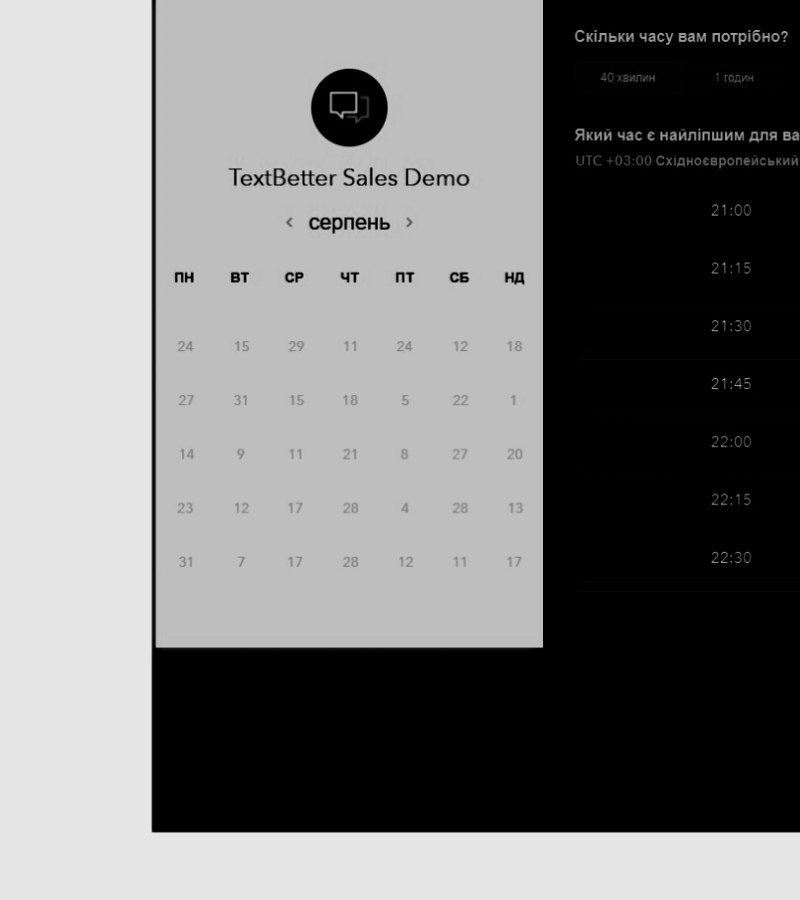 TextBetter Sales Demo
серпень
ПН ВТ СР ЧТ ПТ СБ НД
24 15 29 11 24 12 18
27 31 15 18 5 22 1
14 9 11 21 8 27 20
23 12 17 28 4 28 13
31 7 17 28 12 11 17
Скільки часу вам потрібно?
40 хвилин 1 годин
Який час є найліпшим для ва
UTC +03:00 Східноєвропейський
21:00
21:15
21:30
21:45
22:00
22:15
22:30